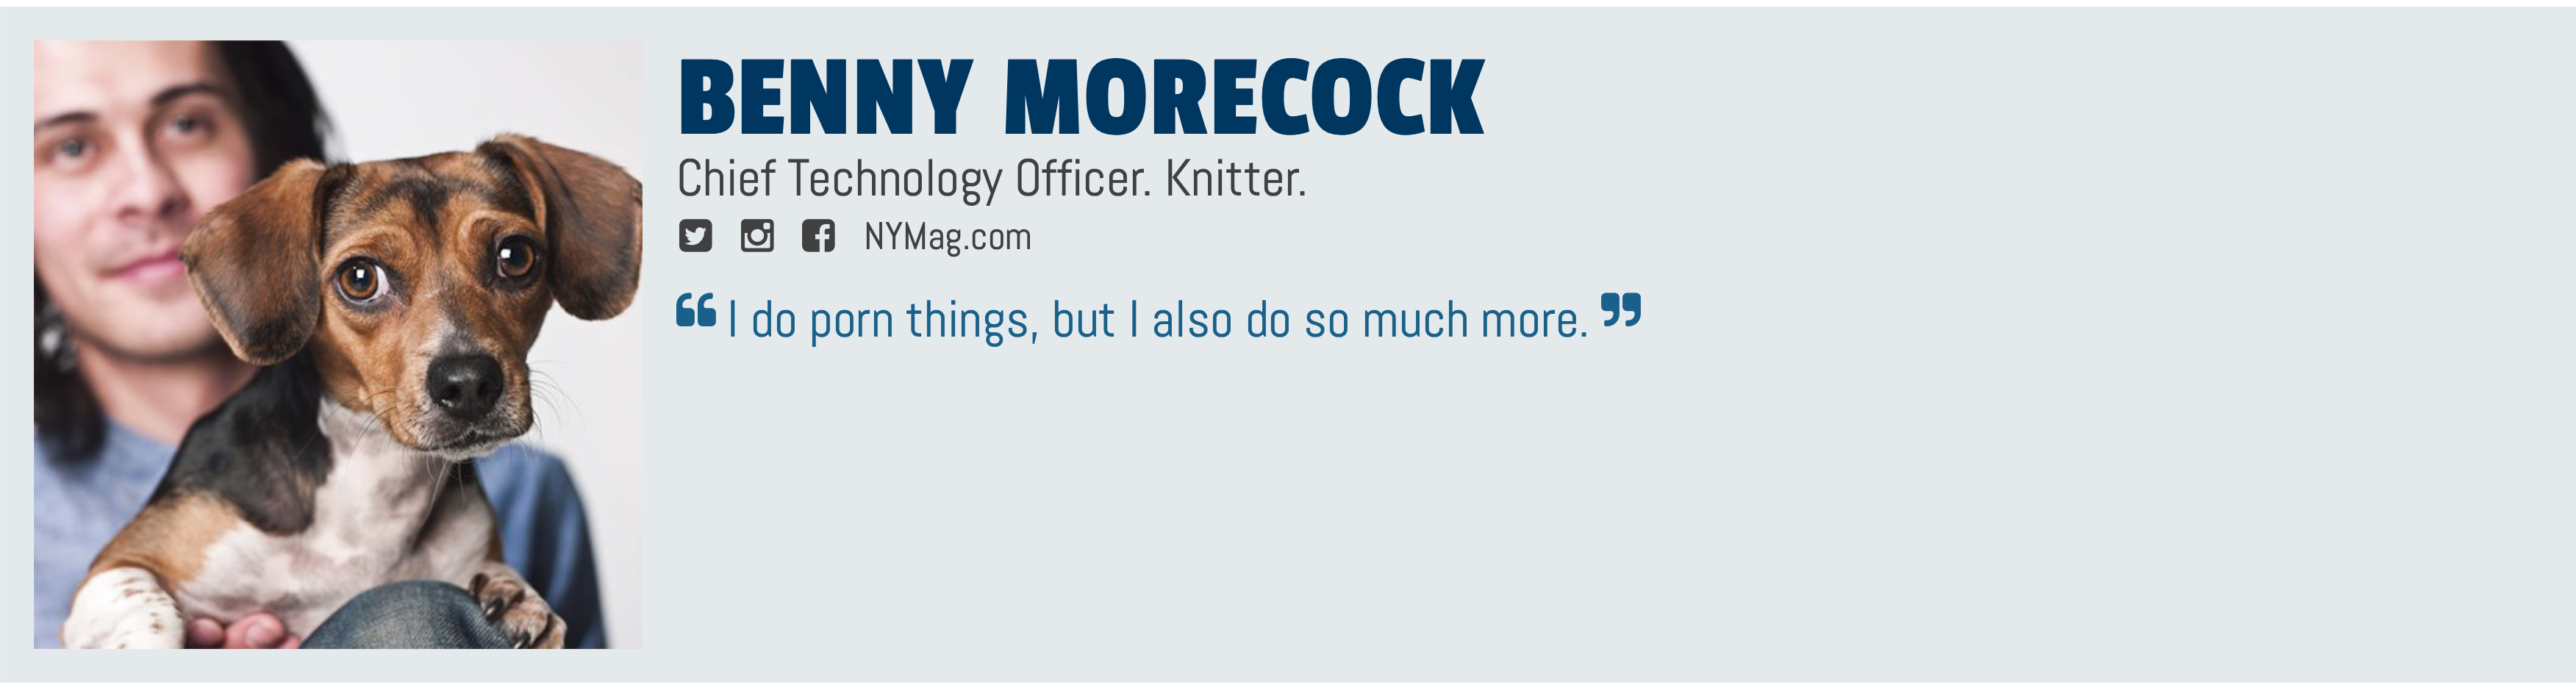 BENNY MORECOCK
Chief Technology Officer. Knitter.
NYMag.com
“ I do porn things, but I also do so much more. ”